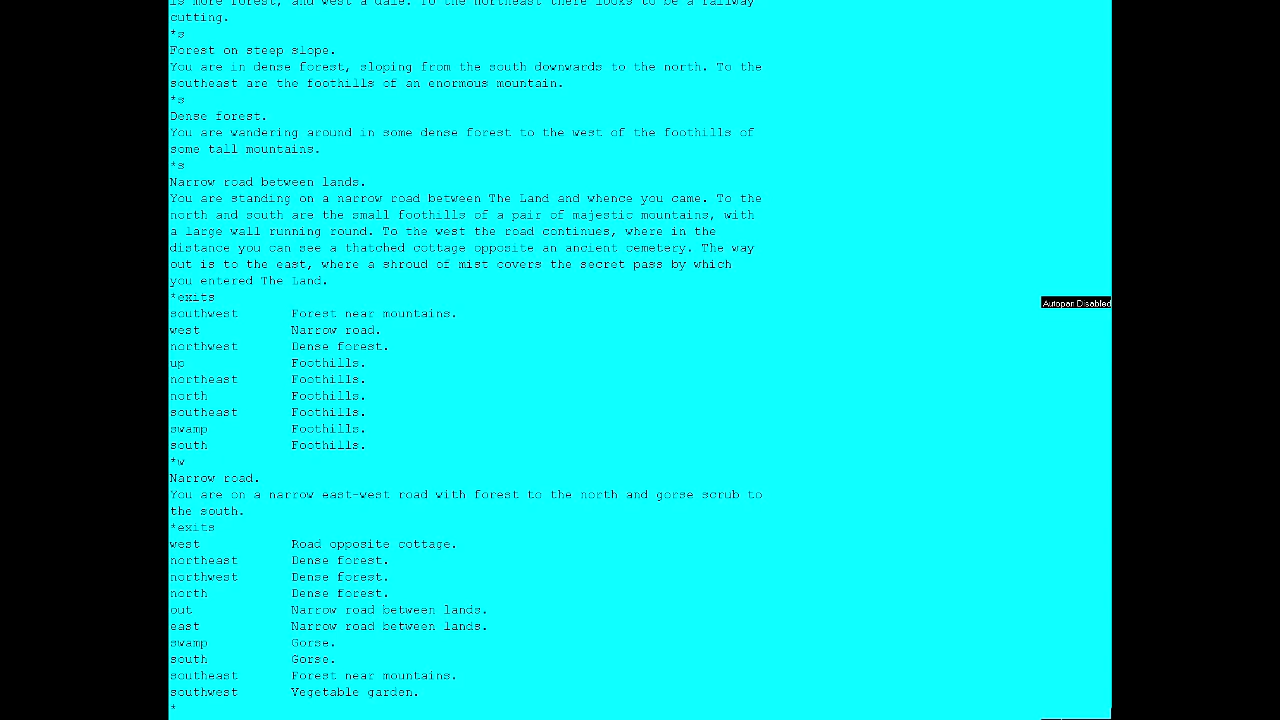 is more forest, and west a dale. To the northeast there looks to be a railway
cutting.
*s
Forest on steep slope.
You are in dense forest, sloping from the south downwards to the north. To the
southeast are the foothills of an enormous mountain.
*s
Dense forest.
You are wandering around in some dense forest to the west of the foothills of
some tall mountains.
*s
Narrow road between lands.
You are standing on a narrow road between The Land and whence you came. To the
north and south are the small foothills of a pair of majestic mountains, with
a large wall running round. To the west the road continues, where in the
distance you can see a thatched cottage opposite an ancient cemetery. The way
out is to the east, where a shroud of mist covers the secret pass by which
you entered The Land.
*exits
Autopan Disabled
southwest Forest near mountains.
west Narrow road.
northwest Dense forest.
up Foothills.
northeast Foothills.
north Foothills.
southeast Foothills.
swamp Foothills.
south Foothills.
*w
Narrow road.
You are on a narrow east-west road with forest to the north and gorse scrub to
the south.
*exits
west Road opposite cottage.
northeast Dense forest.
northwest Dense forest.
north Dense forest.
out Narrow road between lands.
east Narrow road between lands.
swamp Gorse.
south Gorse.
southeast Forest near mountains.
southwest Vegetable garden.
*